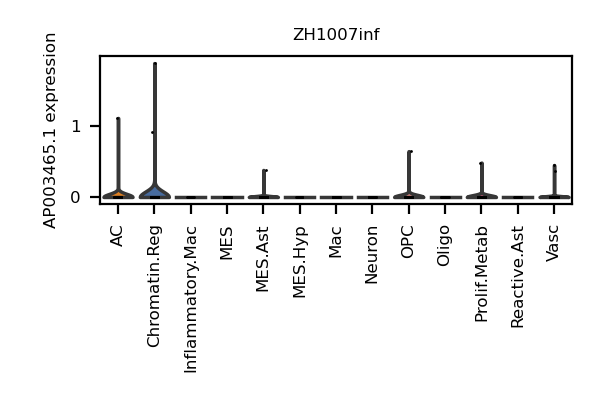 ZH1007inf
AP003465.1 expression
1
0
AC
Chromatin.Reg
Inflammatory.Mac
MES
MES.Ast
MES.Hyp
Mac
Neuron
OPC
Oligo
Prolif.Metab
Reactive.Ast
Vasc